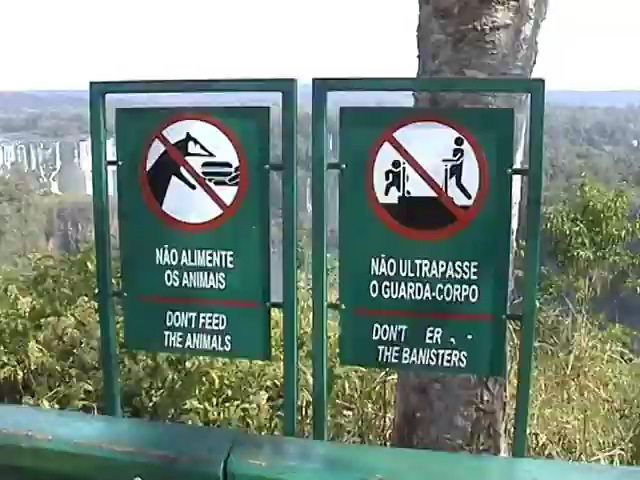 NÃO ALIMENTE
OS ANIMAIS
DON'T FEED
THE ANIMALS
NÃO ULTRAPASSE
O GUARDA-CORPO
DON'T
THE BANISTERS